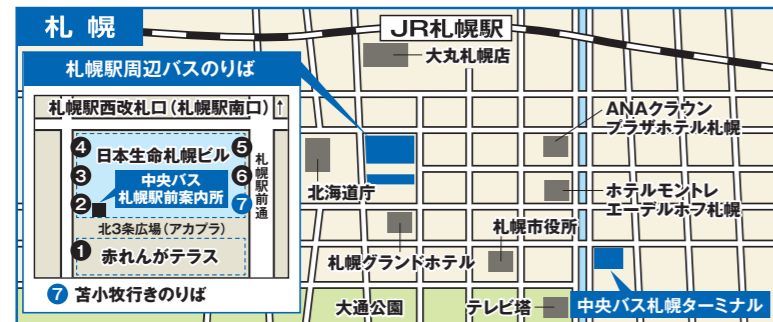 札幌
JR札幌駅
大丸札幌店
札幌駅周辺バスのりば
札幌駅西改札口(札幌駅南口)↑
4
日本生命札幌ビル
5
3
中央バス
札幌駅前案内所
6
2
7
札幌駅前通
北3条広場(アカプラ)
1
赤れんがテラス
7 苫小牧行きのりば
ANAクラウン
プラザホテル札幌
北海道庁
ホテルモントレ
エーデルホフ札幌
札幌グランドホテル
札幌市役所
大通公園
テレビ塔
中央バス札幌ターミナル